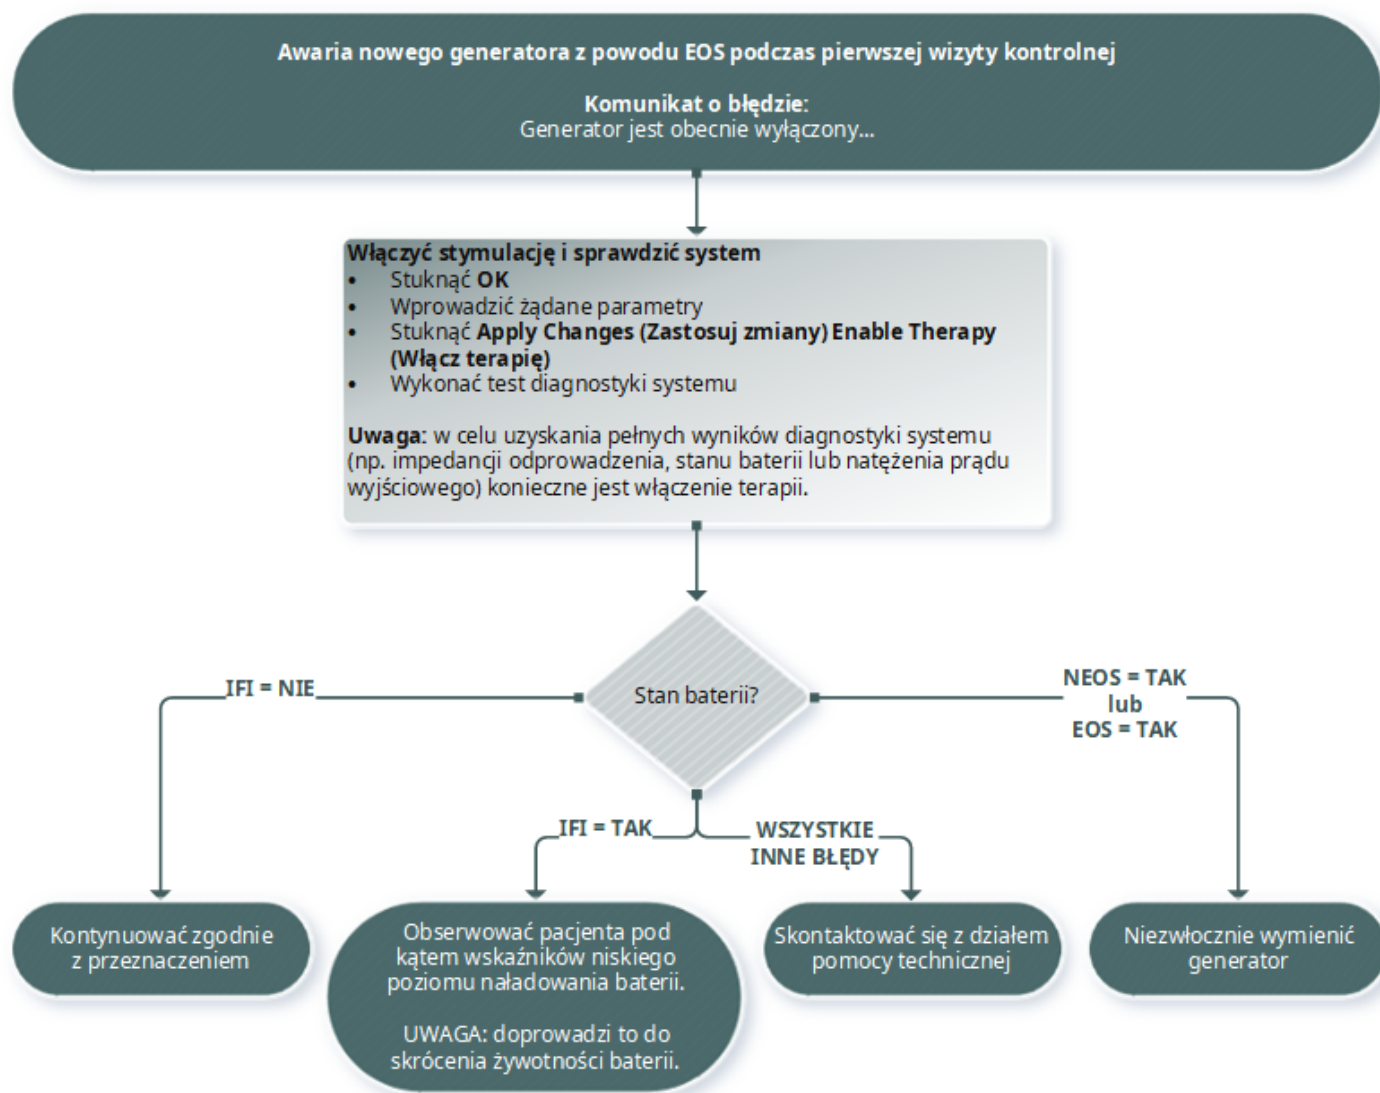 Awaria nowego generatora z powodu EOS podczas pierwszej wizyty kontrolnej
Komunikat o błędzie:
Generator jest obecnie wyłączony...
Włączyć stymulację i sprawdzić system
• Stuknąć OK
• Wprowadzić żądane parametry
• Stuknąć Apply Changes (Zastosuj zmiany) Enable Therapy
(Włącz terapię)
• Wykonać test diagnostyki systemu
Uwaga: w celu uzyskania pełnych wyników diagnostyki systemu
(np. impedancji odprowadzenia, stanu baterii lub natężenia prądu
wyjściowego) konieczne jest włączenie terapii.
Stan baterii?
IFI = NIE
NEOS = TAK
lub
EOS = TAK
IFI = TAK
WSZYSTKIE
INNE BŁĘDY
Kontynuować zgodnie
z przeznaczeniem
Obserwować pacjenta pod
kątem wskaźników niskiego
poziomu naładowania baterii.
UWAGA: doprowadzi to do
skrócenia żywotności baterii.
Skontaktować się z działem
pomocy technicznej
Niezwłocznie wymienić
generator